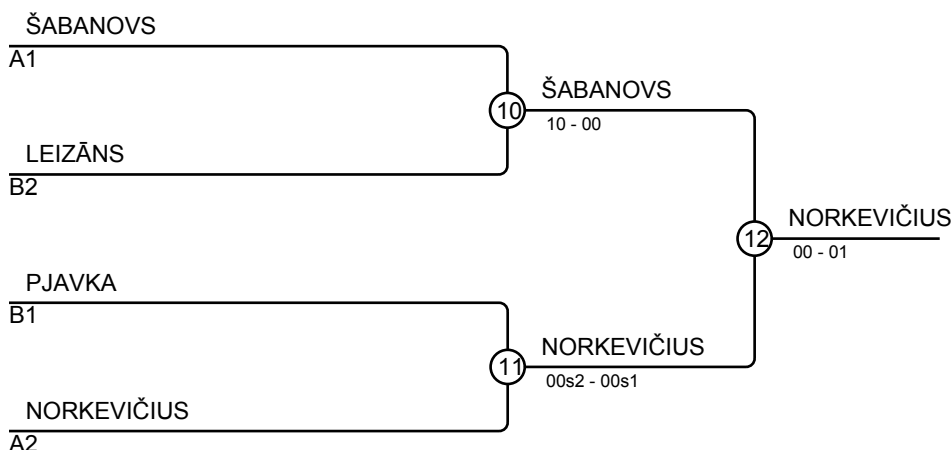 ŠABANOVS
A1
10
ŠABANOVS
10 - 00
LEIZĀNS
B2
12
NORKEVIČIUS
00 - 01
PJAVKA
B1
11
NORKEVIČIUS
00s2 - 00s1
NORKEVIČIUS
A2